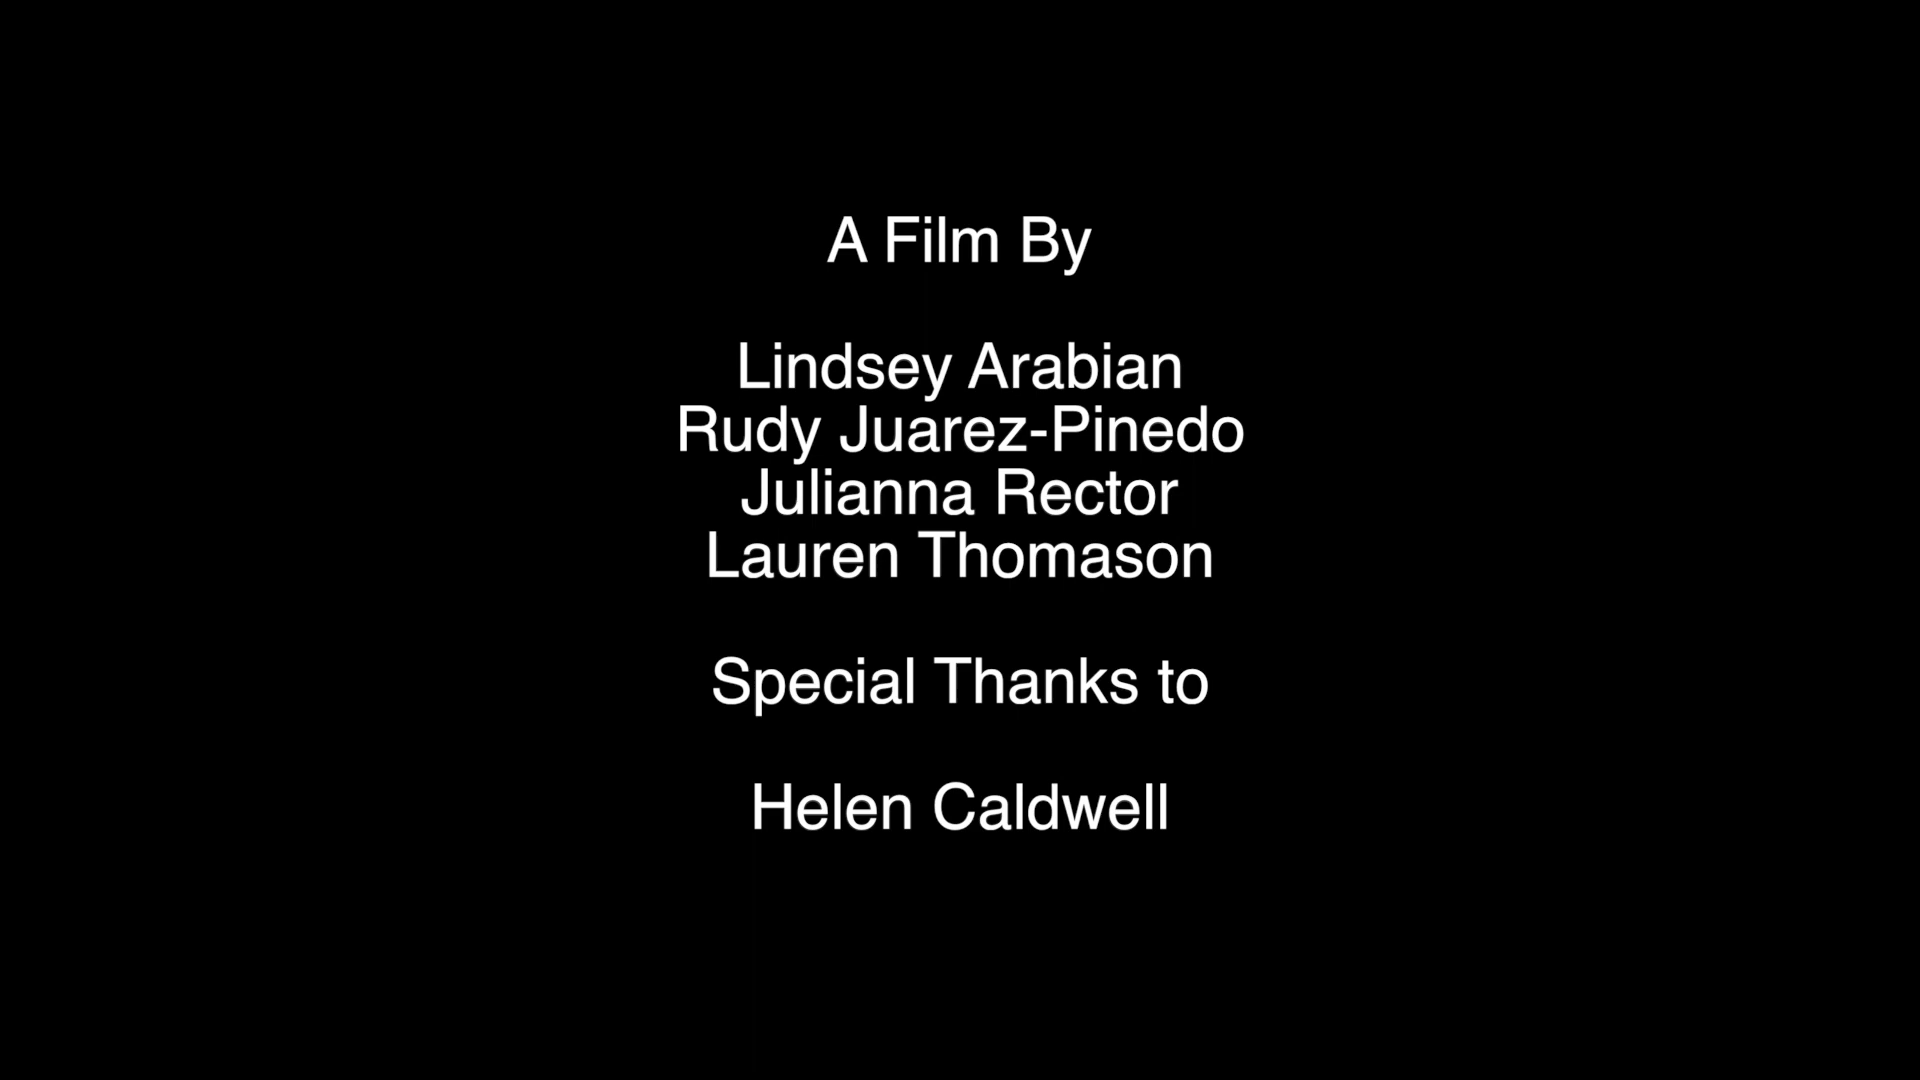 A Film By
Lindsey Arabian
Rudy Juarez-Pinedo
Julianna Rector
Lauren Thomason
Special Thanks to
Helen Caldwell